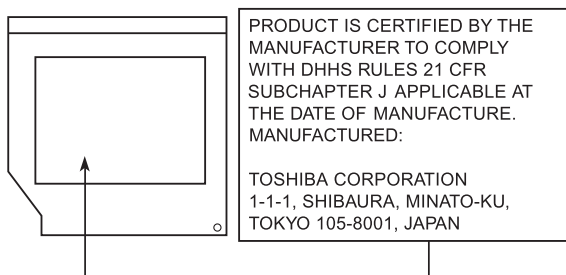 PRODUCT IS CERTIFIED BY THE
MANUFACTURER TO COMPLY
WITH DHHS RULES 21 CFR
SUBCHAPTER J APPLICABLE AT
THE DATE OF MANUFACTURE.
MANUFACTURED:
TOSHIBA CORPORATION
1-1-1, SHIBAURA, MINATO-KU,
TOKYO 105-8001, JAPAN